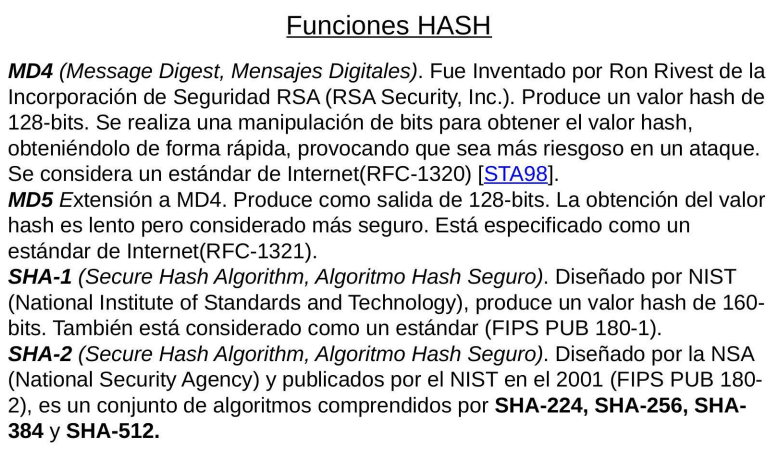 Funciones HASH
MD4 (Message Digest, Mensajes Digitales). Fue Inventado por Ron Rivest de la
Incorporación de Seguridad RSA (RSA Security, Inc.). Produce un valor hash de
128-bits. Se realiza una manipulación de bits para obtener el valor hash,
obteniéndolo de forma rápida, provocando que sea más riesgoso en un ataque.
Se considera un estándar de Internet(RFC-1320) [STA98].
MD5 Extensión a MD4. Produce como salida de 128-bits. La obtención del valor
hash es lento pero considerado más seguro. Está especificado como un
estándar de Internet(RFC-1321).
SHA-1 (Secure Hash Algorithm, Algoritmo Hash Seguro). Diseñado por NIST
(National Institute of Standards and Technology), produce un valor hash de 160-
bits. También está considerado como un estándar (FIPS PUB 180-1).
SHA-2 (Secure Hash Algorithm, Algoritmo Hash Seguro). Diseñado por la NSA
(National Security Agency) y publicados por el NIST en el 2001 (FIPS PUB 180-
2), es un conjunto de algoritmos comprendidos por SHA-224, SHA-256, SHA-
384 y SHA-512.